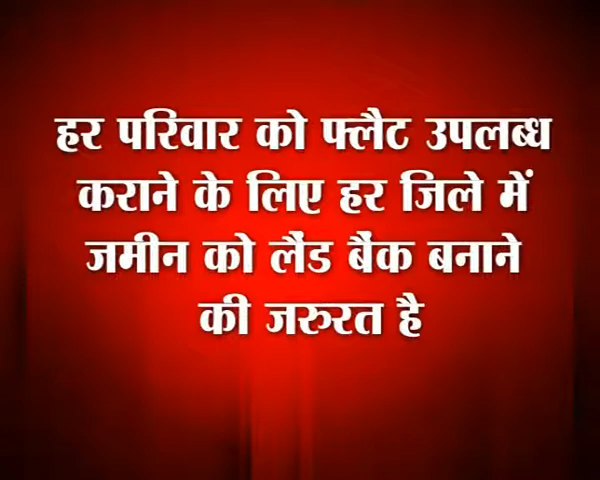 हर परिवार को फ्लैट उपलब्ध
कराने के लिए हर जिले में
जमीन को लैंड बैंक बनाने
की जरुरत है